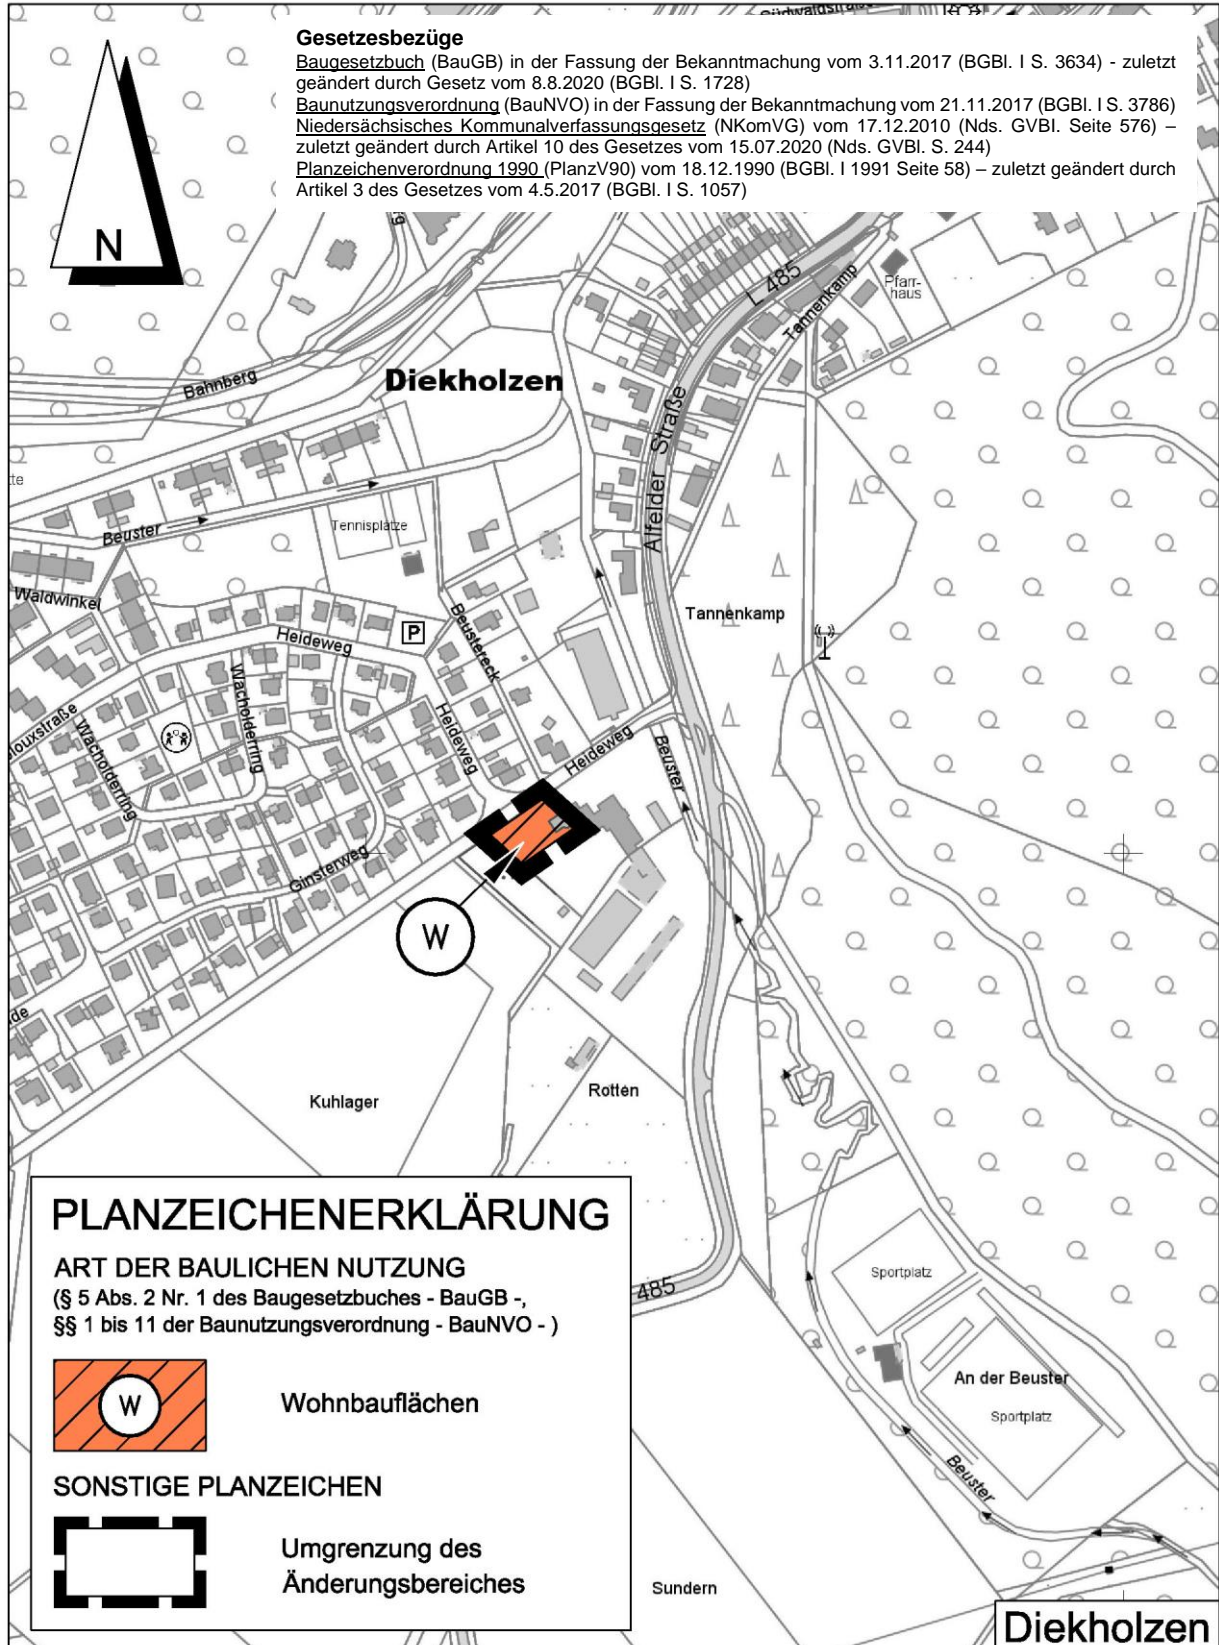 Südwaldstraße
Gesetzesbezüge
Baugesetzbuch (BauGB) in der Fassung der Bekanntmachung vom 3.11.2017 (BGBl. I S. 3634) - zuletzt
geändert durch Gesetz vom 8.8.2020 (BGBl. I S. 1728)
Baunutzungsverordnung (BauNVO) in der Fassung der Bekanntmachung vom 21.11.2017 (BGBl. I S. 3786)
Niedersächsisches Kommunalverfassungsgesetz (NKomVG) vom 17.12.2010 (Nds. GVBl. Seite 576) –
zuletzt geändert durch Artikel 10 des Gesetzes vom 15.07.2020 (Nds. GVBl. S. 244)
Planzeichenverordnung 1990 (PlanzV90) vom 18.12.1990 (BGBl. I 1991 Seite 58) – zuletzt geändert durch
Artikel 3 des Gesetzes vom 4.5.2017 (BGBl. I S. 1057)
N
L 485
Tannenkamp
Pfarr-
haus
Bahnberg
Diekholzen
Alfelder Straße
Tennisplätze
Beuster
Waldwinkel
Heideweg
P
Beustereck
Tannenkamp
Wacholderring
Wacholderring
Heideweg
Heideweg
Beuster
Ginsterweg
W
Kuhlager
Rotten
PLANZEICHENERKLÄRUNG
ART DER BAULICHEN NUTZUNG
(§ 5 Abs. 2 Nr. 1 des Baugesetzbuches - BauGB -,
§§ 1 bis 11 der Baunutzungsverordnung - BauNVO - )
W
Wohnbauflächen
SONSTIGE PLANZEICHEN
Umgrenzung des
Änderungsbereiches
485
Sportplatz
An der Beuster
Sportplatz
Beuster
Sundern
Diekholzen